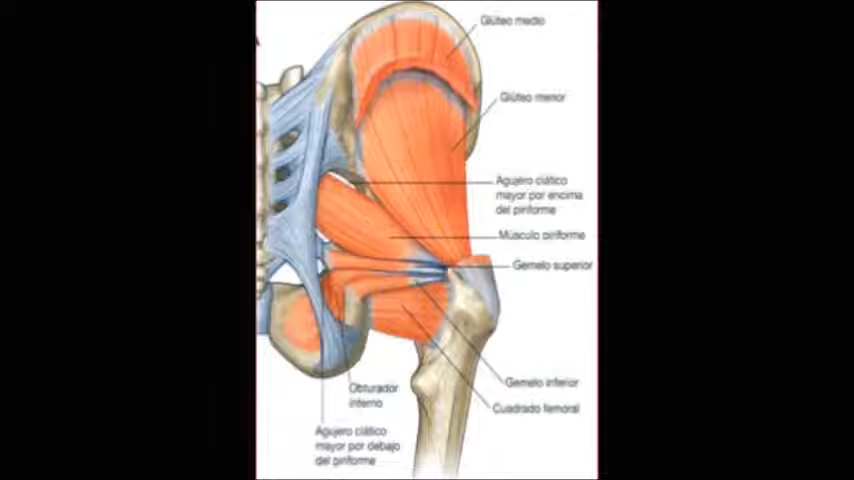 A
Glúteo medio
Glúteo menor
Agujero ciático
mayor por encima
del piriforme
Músculo piriforme
Gemelo superior
Gemelo inferior
Cuadrado femoral
Obturador
interno
Agujero ciático
mayor por debajo
del piriforme